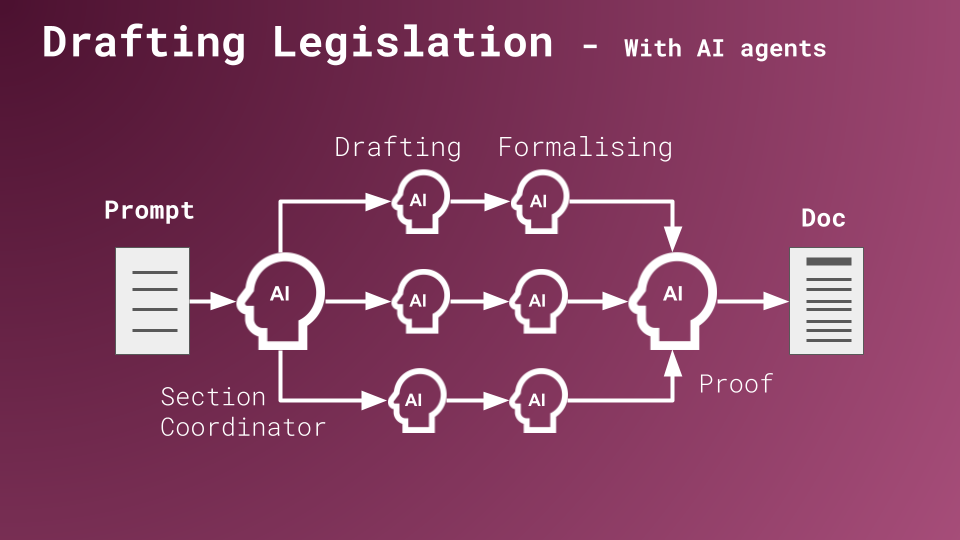 Drafting Legislation - With AI agents
Drafting Formalising
AI AI
Prompt
Doc
AI AI AI AI
Section
Coordinator
AI AI
Proof